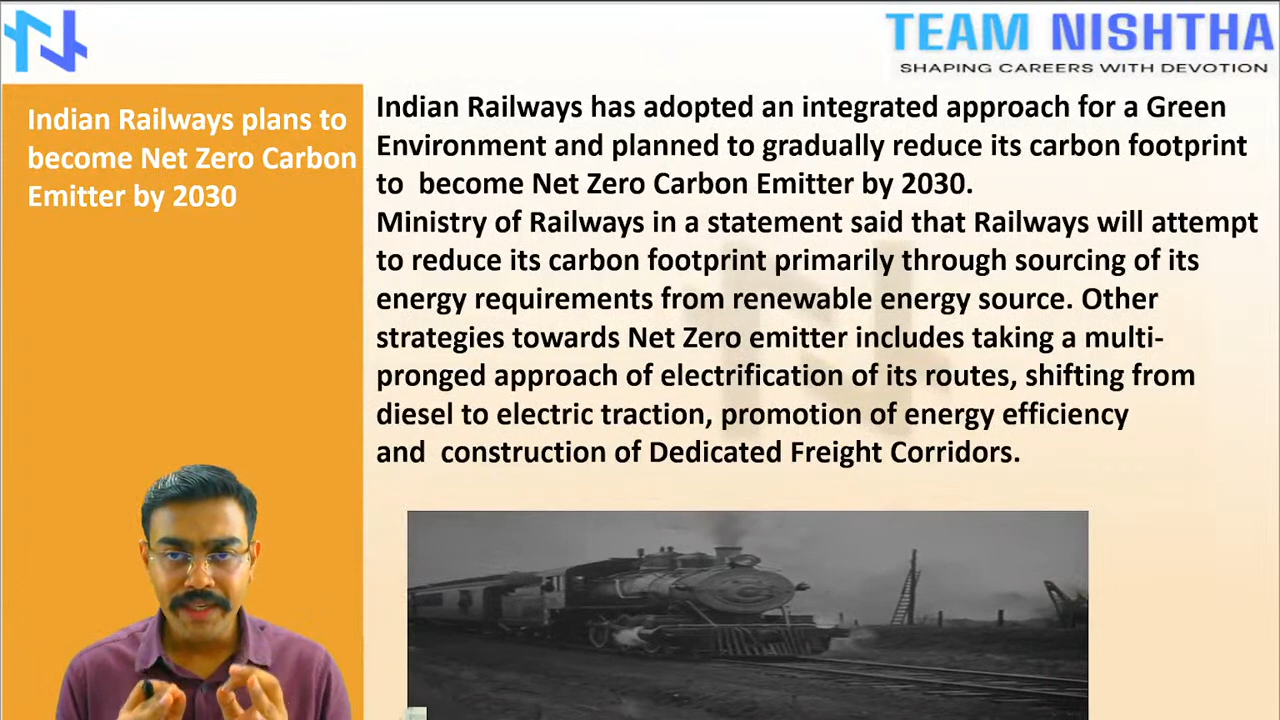 TEAM NISHTHA
SHAPING CAREERS WITH DEVOTION
Indian Railways plans to
become Net Zero Carbon
Emitter by 2030
Indian Railways has adopted an integrated approach for a Green
Environment and planned to gradually reduce its carbon footprint
to  become Net Zero Carbon Emitter by 2030.
Ministry of Railways in a statement said that Railways will attempt
to reduce its carbon footprint primarily through sourcing of its
energy requirements from renewable energy source. Other
strategies towards Net Zero emitter includes taking a multi-
pronged approach of electrification of its routes, shifting from
diesel to electric traction, promotion of energy efficiency
and  construction of Dedicated Freight Corridors.